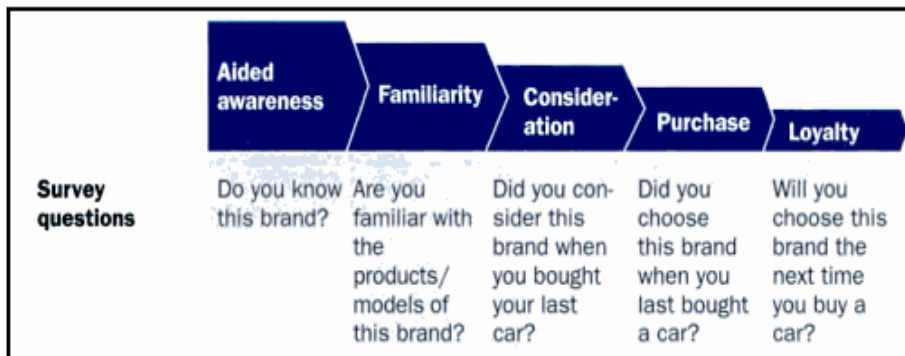 Aided
awareness
Familiarity
Consider-
ation
Purchase
Loyalty
Survey
questions
Do you know
this brand?
Are you
familiar with
the
products/
models of
this brand?
Did you con-
sider this
brand when
you bought
your last
car?
Did you
choose
this brand
when you
last bought
a car?
Will you
choose this
brand the
next time
you buy a
car?